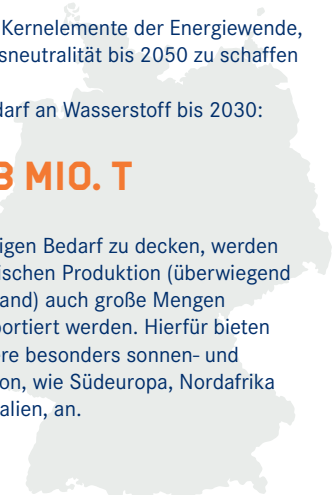 Kernelemente der Energiewende,
sneutralität bis 2050 zu schaffen
darf an Wasserstoff bis 2030:
3 MIO. T
igen Bedarf zu decken, werden
ischen Produktion (überwiegend
and) auch große Mengen
portiert werden. Hierfür bieten
ere besonders sonnen- und
on, wie Südeuropa, Nordafrika
alien, an.